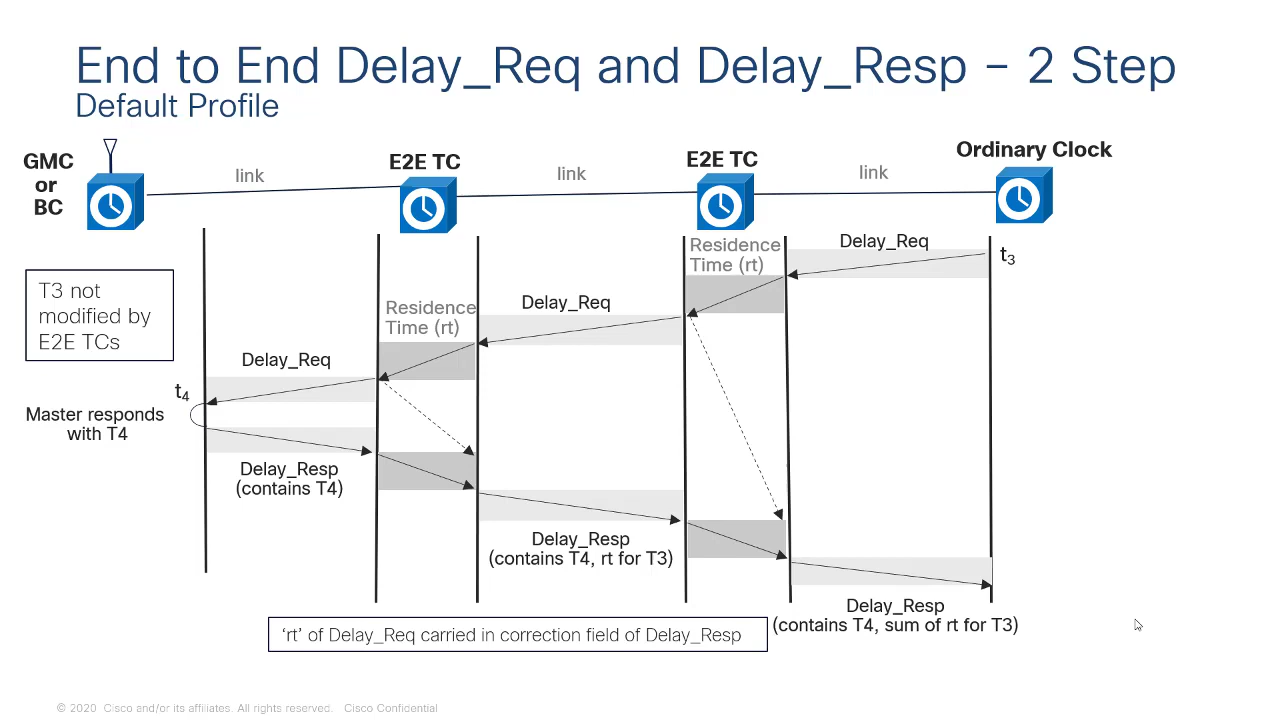 End to End Delay_Req and Delay_Resp – 2 Step
Default Profile
GMC
or
BC
link
E2E TC
link
E2E TC
link
Ordinary Clock
Residence
Time (rt)
Delay_Req
t3
T3 not
modified by
E2E TCs
Residence
Time (rt)
Delay_Req
Delay_Req
t4
Master responds
with T4
Delay_Resp
(contains T4)
Delay_Resp
(contains T4, rt for T3)
Delay_Resp
(contains T4, sum of rt for T3)
‘rt’ of Delay_Req carried in correction field of Delay_Resp
© 2020 Cisco and/or its affiliates. All rights reserved. Cisco Confidential